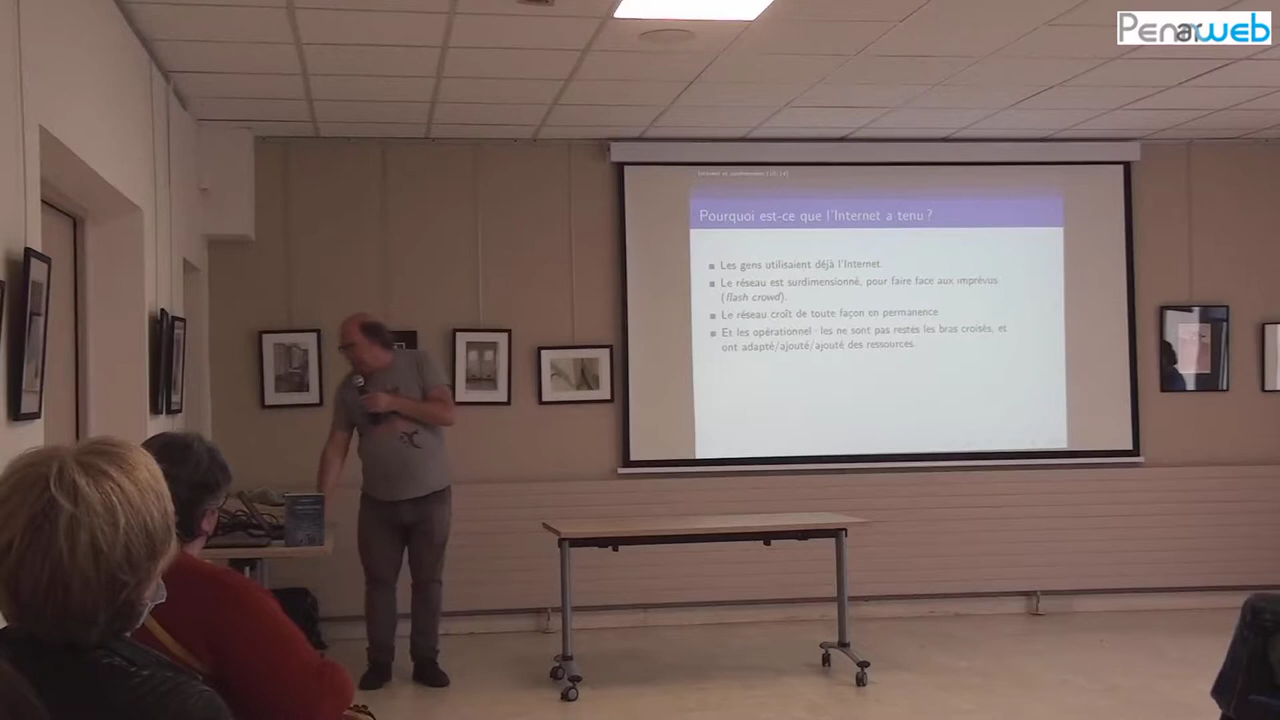 Penarweb
Pourquoi est-ce que l'Internet a tenu ?
Les gens utilisaient déjà l'Internet.
Le réseau est surdimensionné, pour faire face aux imprévus
(flash crowd).
Le réseau croît de toute façon en permanence
Et les opérationnel·les ne sont pas restés les bras croisés, et
ont adapté/ajouté/ajouté des ressources.